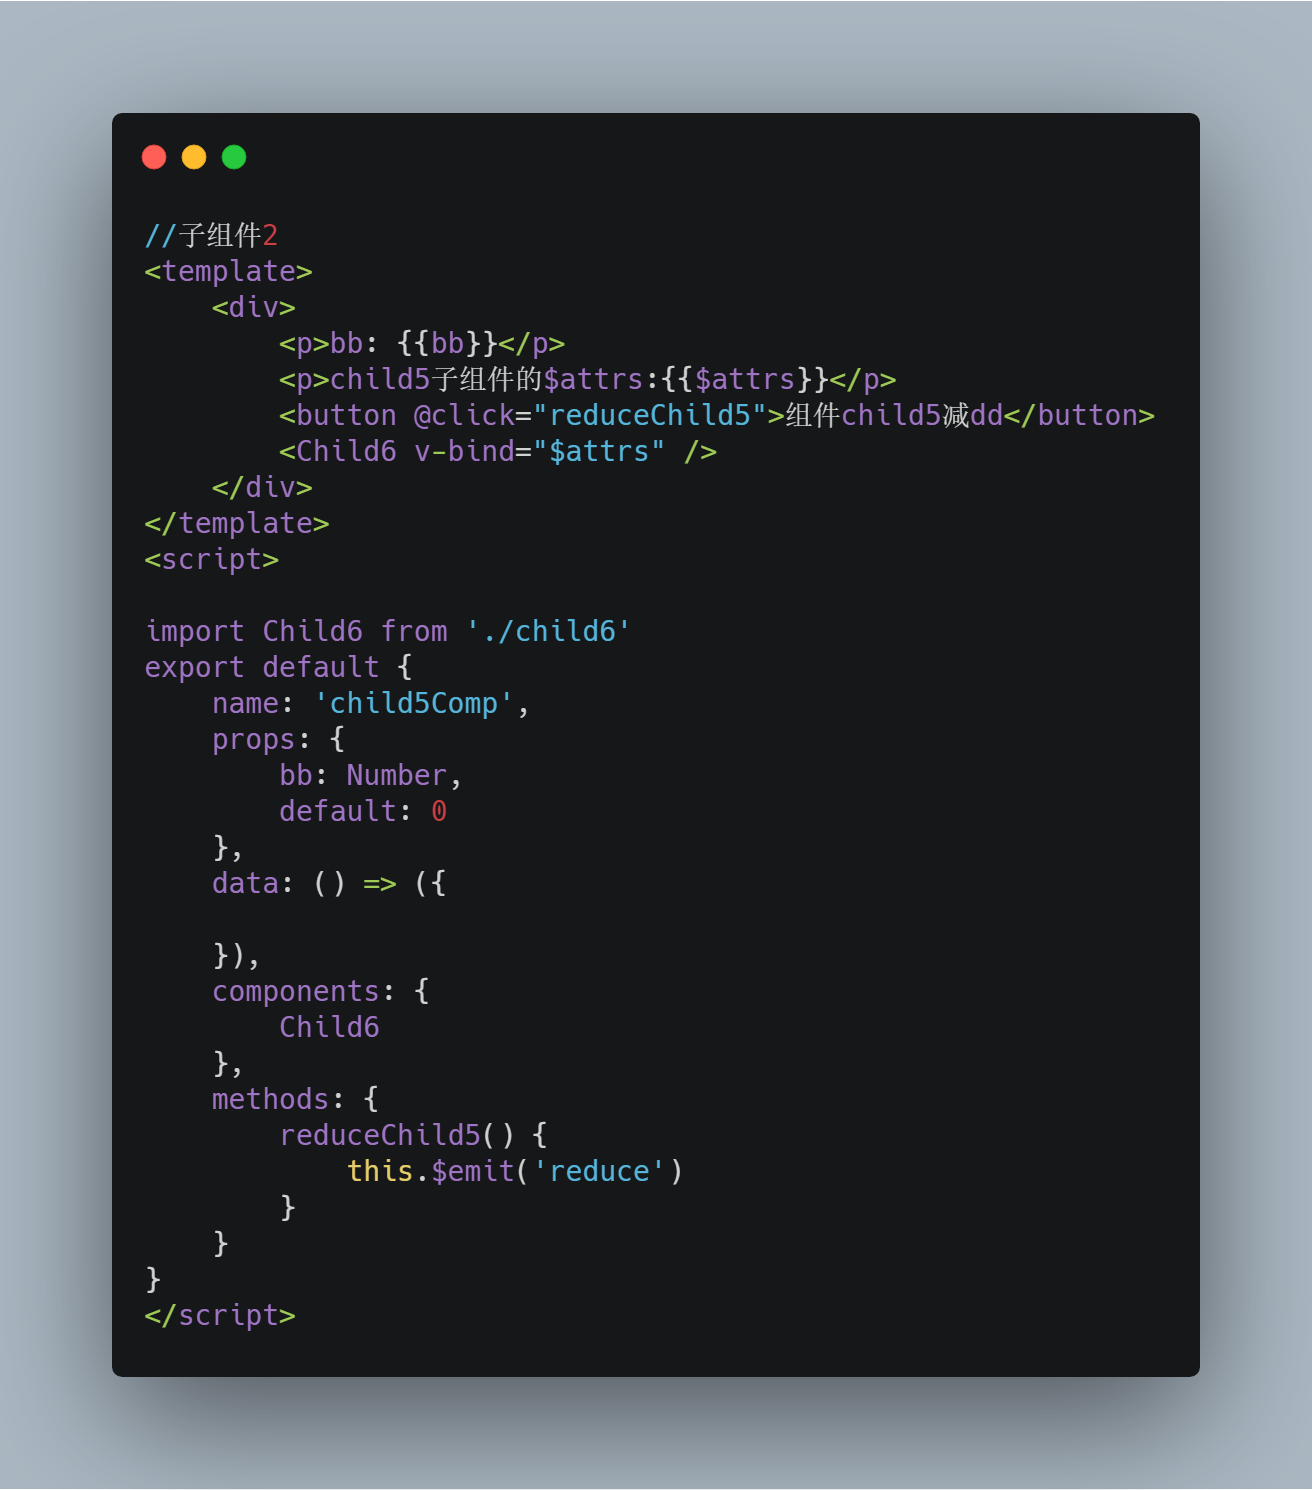 //子组件2
<template>
    <div>
        <p>bb: {{bb}}</p>
        <p>child5子组件的$attrs:{{$attrs}}</p>
        <button @click="reduceChild5">组件child5减dd</button>
        <Child6 v-bind="$attrs" />
    </div>
</template>
<script>

import Child6 from './child6'
export default {
    name: 'child5Comp',
    props: {
        bb: Number,
        default: 0
    },
    data: () => ({

    }),
    components: {
        Child6
    },
    methods: {
        reduceChild5() {
            this.$emit('reduce')
        }
    }
}
</script>